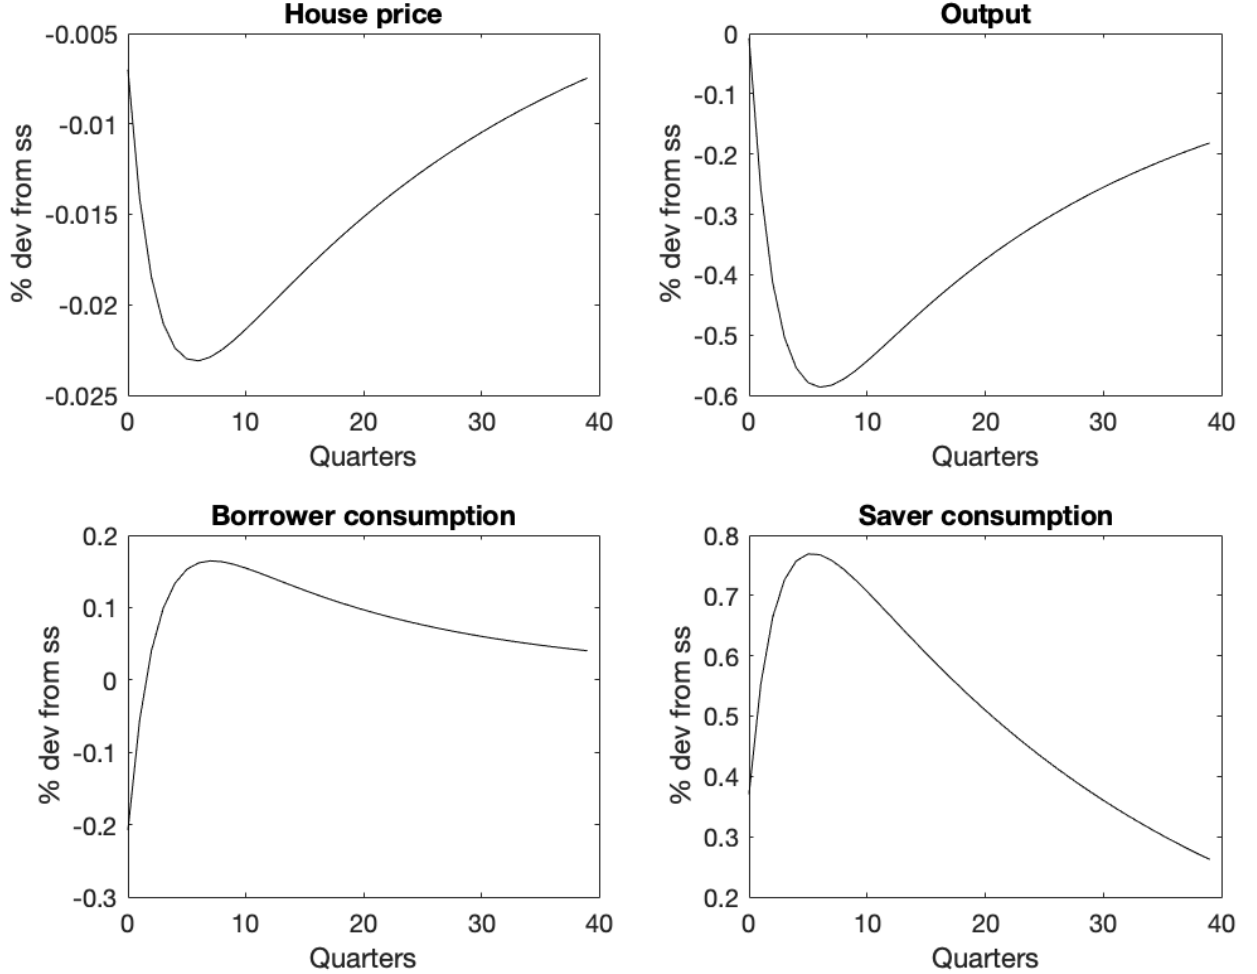 House price
-0.005
-0.01
-0.015
-0.02
-0.025
% dev from ss
0 10 20 30 40
Quarters
Output
0
-0.1
-0.2
-0.3
-0.4
-0.5
-0.6
% dev from ss
0 10 20 30 40
Quarters
Borrower consumption
0.2
0.1
0
-0.1
-0.2
-0.3
% dev from ss
0 10 20 30 40
Quarters
Saver consumption
0.8
0.7
0.6
0.5
0.4
0.3
0.2
% dev from ss
0 10 20 30 40
Quarters